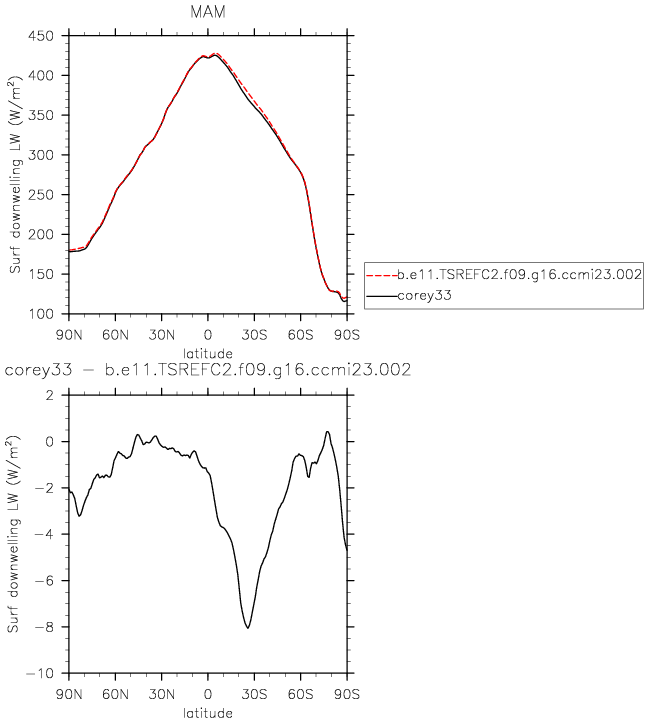 MAM
450
400
350
300
250
200
150
100
Surf downwelling LW (W/m²)
90N 60N 30N 0 30S 60S 90S
latitude
b.e11.TSREFC2.f09.g16.ccmi23.002
corey33
corey33 − b.e11.TSREFC2.f09.g16.ccmi23.002
2
0
−2
−4
−6
−8
−10
Surf downwelling LW (W/m²)
90N 60N 30N 0 30S 60S 90S
latitude